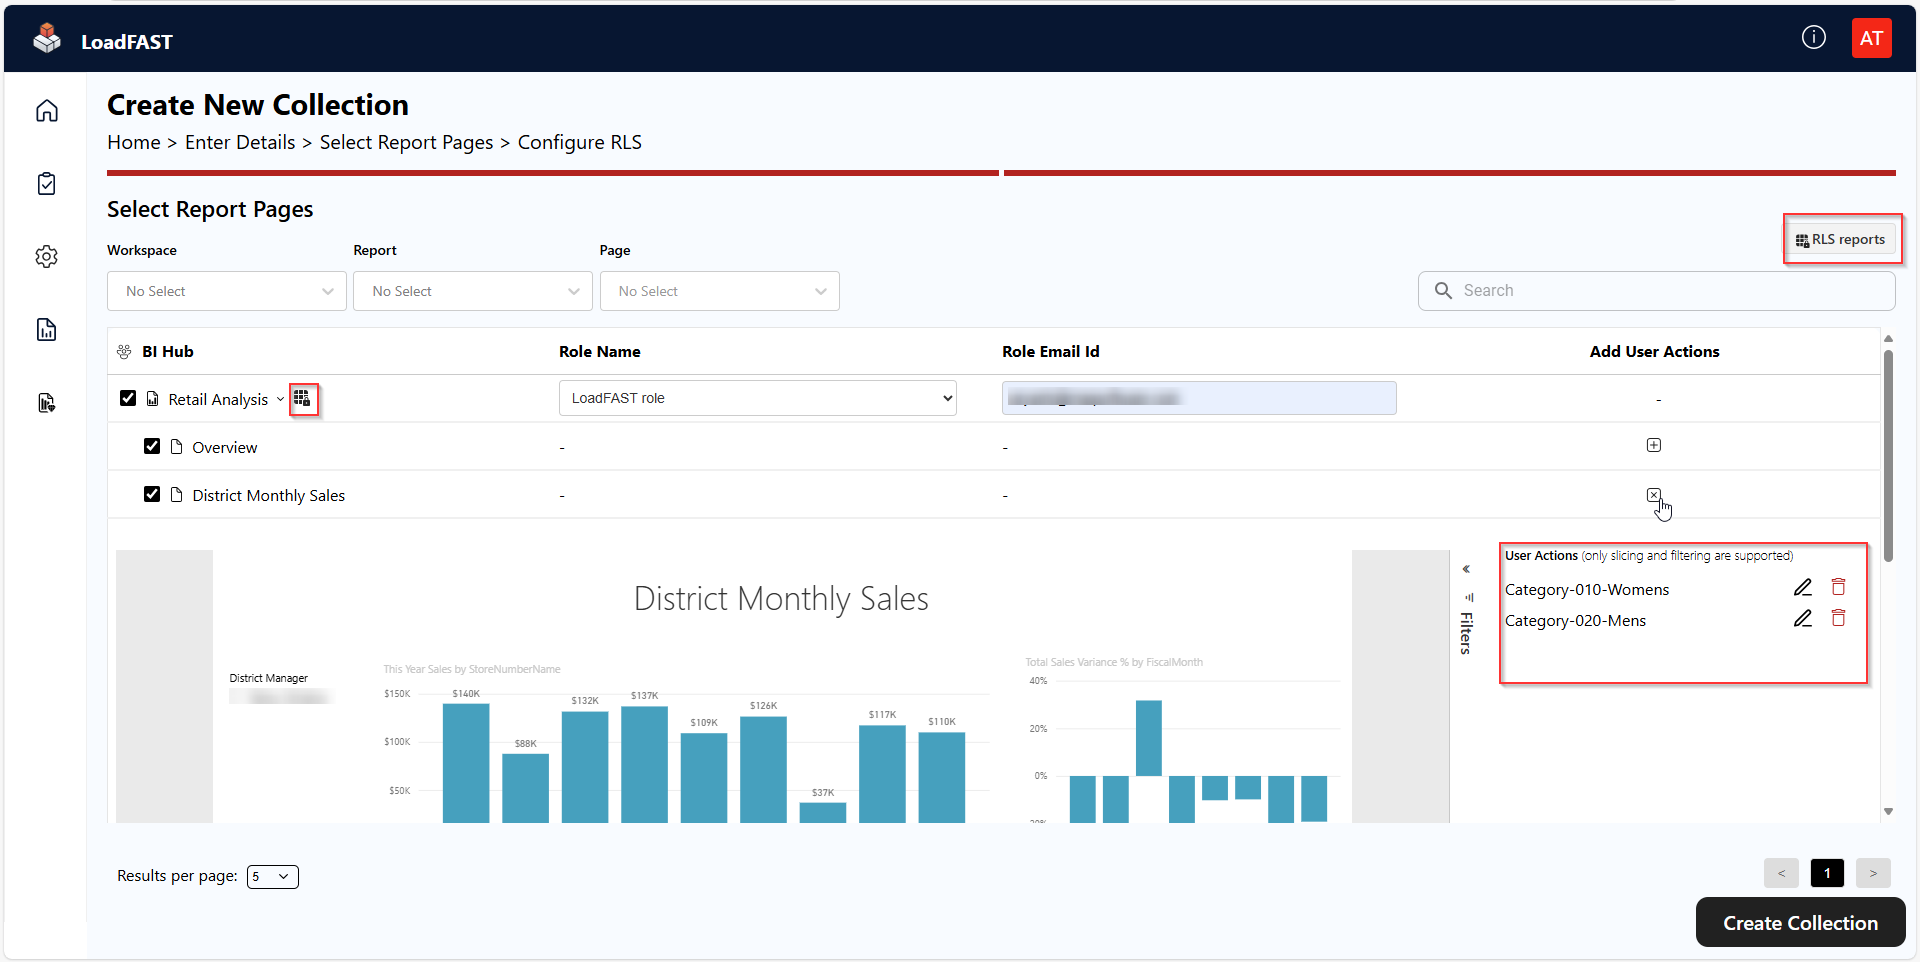 LoadFAST
AT
Create New Collection
Home > Enter Details > Select Report Pages > Configure RLS
Select Report Pages
RLS reports
Workspace Report Page
No Select No Select No Select Search
BI Hub Role Name Role Email Id Add User Actions
Retail Analysis LoadFAST role -
Overview - -
District Monthly Sales - -
User Actions (only slicing and filtering are supported)
Category-010-Womens
Category-020-Mens
Filters
District Monthly Sales
District Manager
This Year Sales by StoreNumberName
$150K
$100K
$50K
$140K
$88K
$132K
$137K
$109K
$126K
$37K
$117K
$110K
Total Sales Variance % by FiscalMonth
40%
20%
0%
Results per page: 5
< 1 >
Create Collection